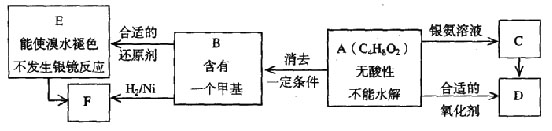 E
能使溴水褪色
不发生银镜反应
合适的
还原剂
B
含有
一个甲基
消去
一定条件
A（C₄H₈O₂）
无酸性
不能水解
银氨溶液
C
合适的
氧化剂
D
H₂/Ni
F